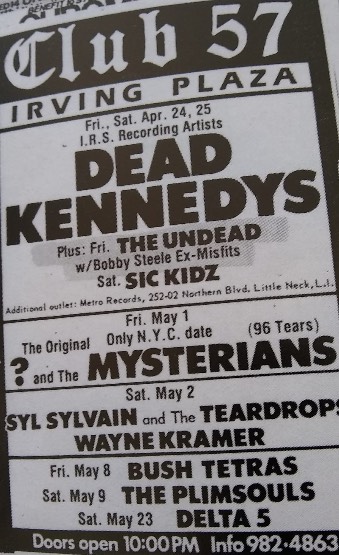 BENEFIT
Club 57
IRVING PLAZA
Fri., Sat. Apr. 24, 25
I.R.S. Recording Artists
DEAD
KENNEDYS
Plus: Fri. THE UNDEAD
w/Bobby Steele Ex-Misfits
Sat. SIC KIDZ
Additional outlet: Metro Records, 252-02 Northern Blvd. Little Neck, L.I.
Fri. May 1
The Original Only N.Y.C. date (96 Tears)
? and The MYSTERIANS
Sat. May 2
SYL SYLVAIN and The TEARDROPS
WAYNE KRAMER
Fri. May 8 BUSH TETRAS
Sat. May 9 THE PLIMSOULS
Sat. May 23 DELTA 5
Doors open 10:00PM Info 982-4863